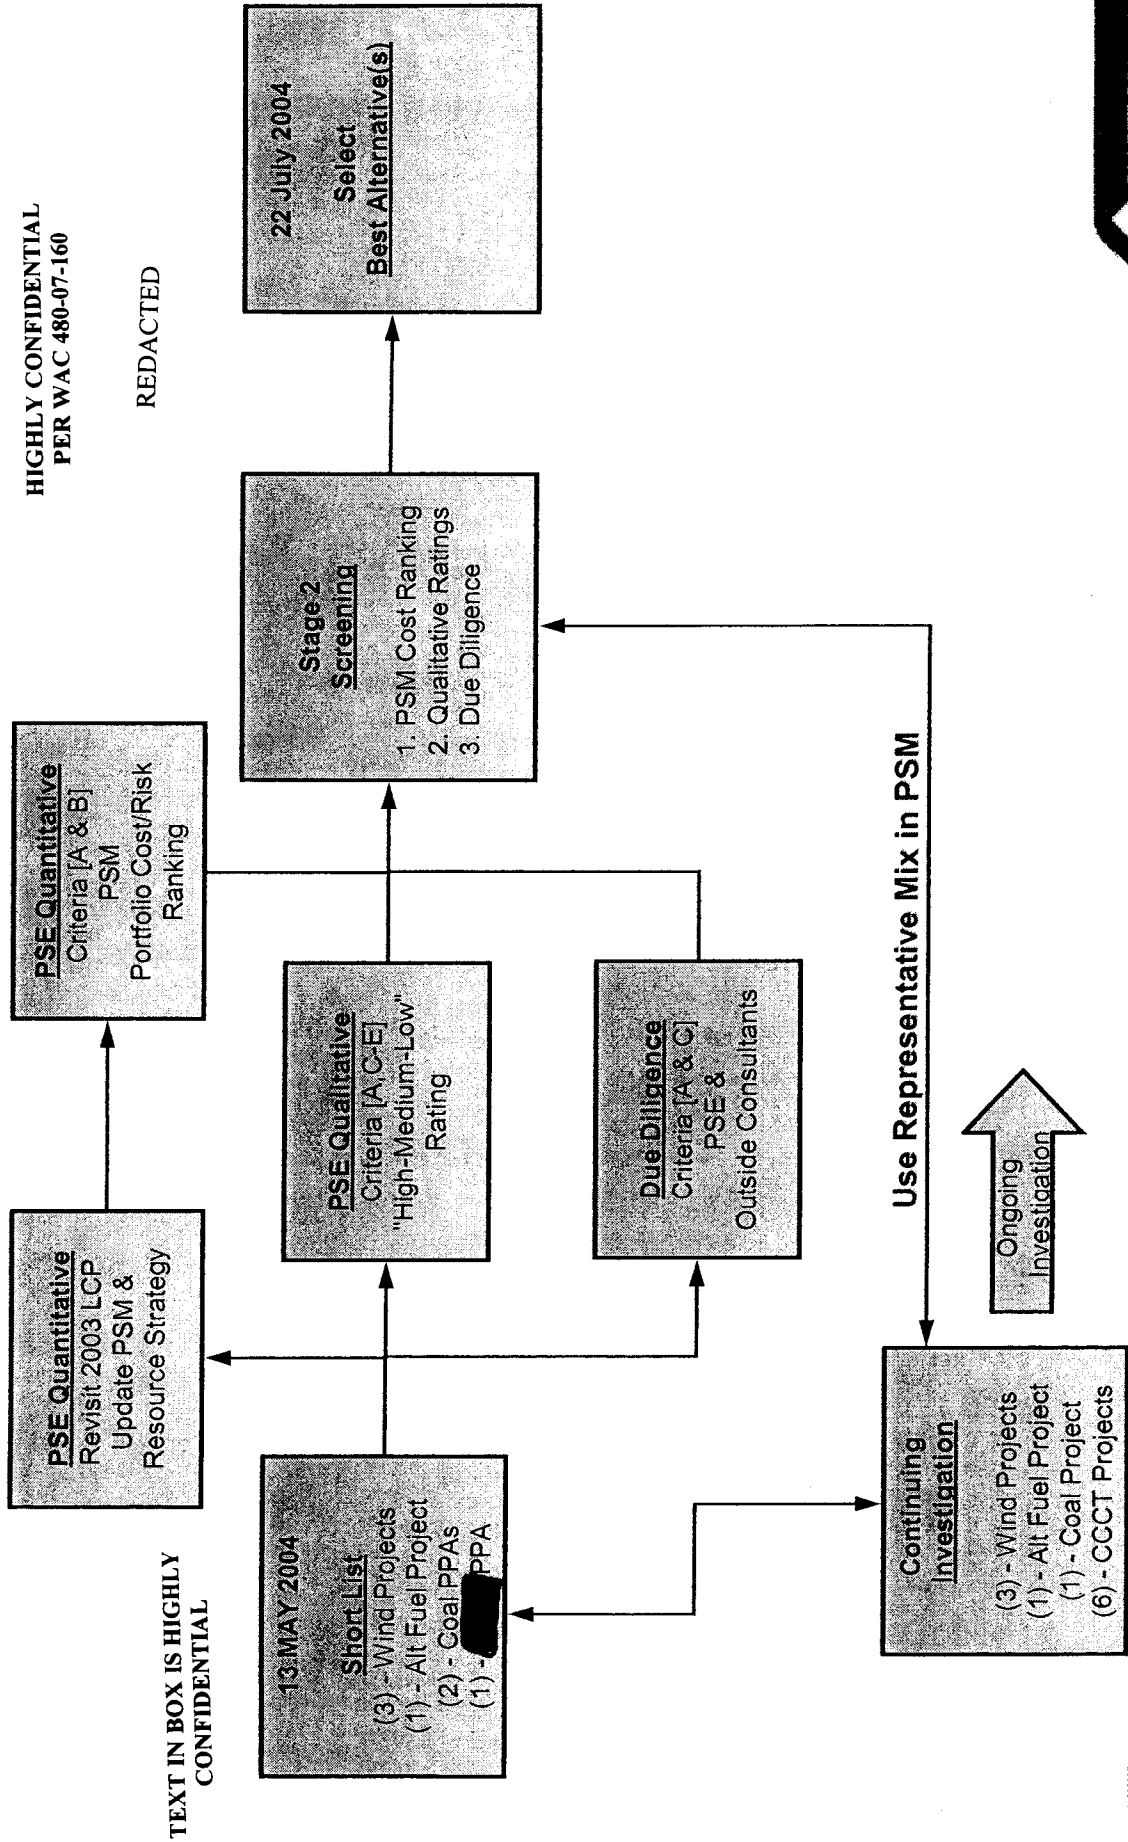 HIGHLY CONFIDENTIAL
PER WAC 480-07-160
REDACTED
TEXT IN BOX IS HIGHLY
CONFIDENTIAL
13 MAY 2004
Short List
(3) - Wind Projects
(1) - Alt Fuel Project
(2) - Coal PPAs
(1) - PPA
PSE Quantitative
Revisit 2003 LCP
Update PSM &
Resource Strategy
PSE Quantitative
Criteria [A & B]
PSM
Portfolio Cost/Risk
Ranking
PSE Qualitative
Criteria [A,C-E]
"High-Medium-Low"
Rating
Due Diligence
Criteria [A & C]
PSE &
Outside Consultants
Stage 2
Screening
1. PSM Cost Ranking
2. Qualitative Ratings
3. Due Diligence
22 July 2004
Select
Best Alternative(s)
Use Representative Mix in PSM
Continuing
Investigation
(3) - Wind Projects
(1) - Alt Fuel Project
(1) - Coal Project
(6) - CCCT Projects
Ongoing
Investigation